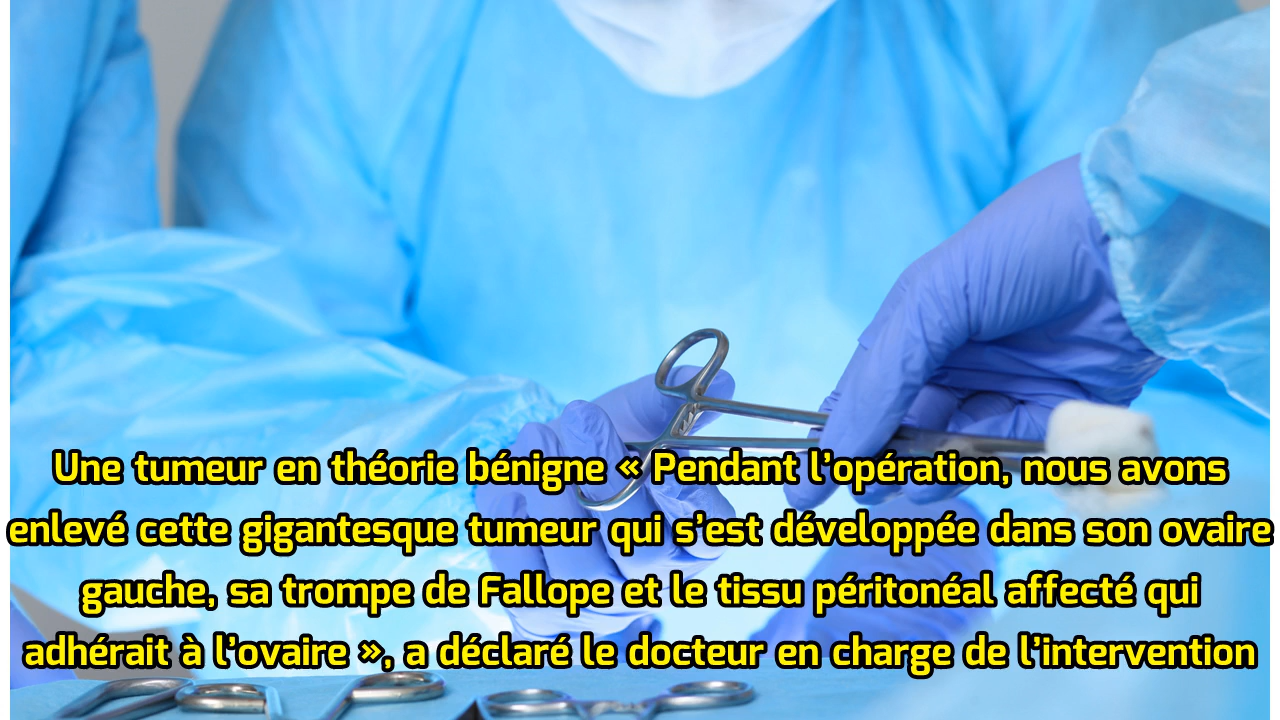 Une tumeur en théorie bénigne « Pendant l’opération, nous avons
enlevé cette gigantesque tumeur qui s’est développée dans son ovaire
gauche, sa trompe de Fallope et le tissu péritonéal affecté qui
adhérait à l’ovaire », a déclaré le docteur en charge de l’intervention